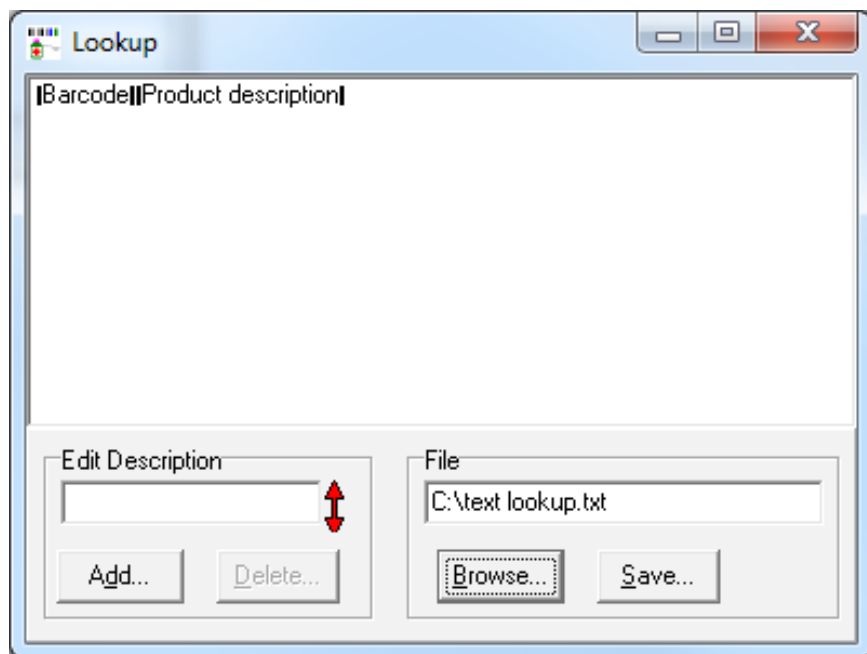 Lookup
|Barcode||Product description|
Edit Description
File
C:\text lookup.txt
Add...
Delete...
Browse...
Save...